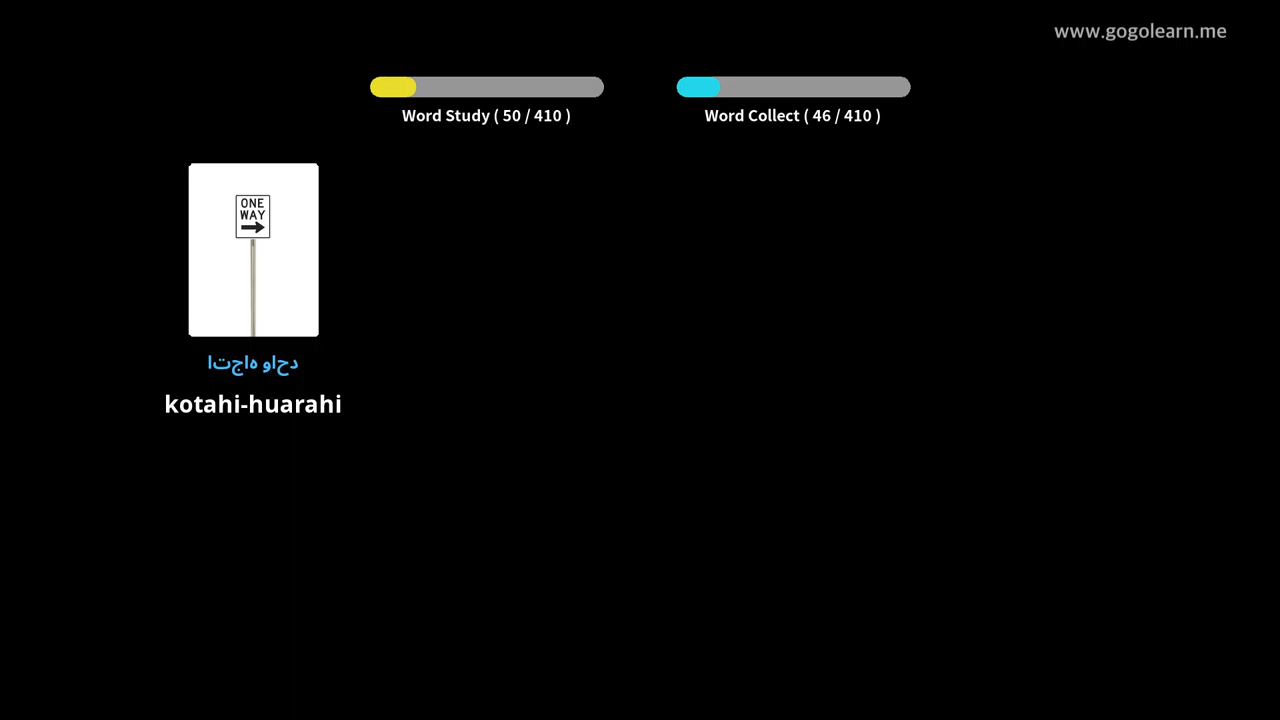 www.gogolearn.me
Word Study ( 50 / 410 )
Word Collect ( 46 / 410 )
ONE
WAY
اتجاه واحد
kotahi-huarahi